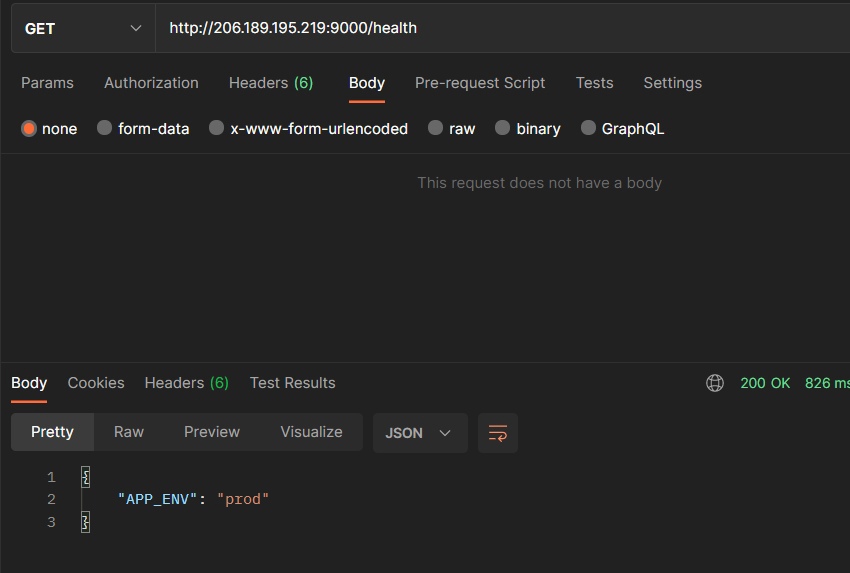 GET http://206.189.195.219:9000/health
Params Authorization Headers (6) Body Pre-request Script Tests Settings
none form-data x-www-form-urlencoded raw binary GraphQL
This request does not have a body
Body Cookies Headers (6) Test Results 200 OK 826 ms
Pretty Raw Preview Visualize JSON
1 {
2 "APP_ENV": "prod"
3 }